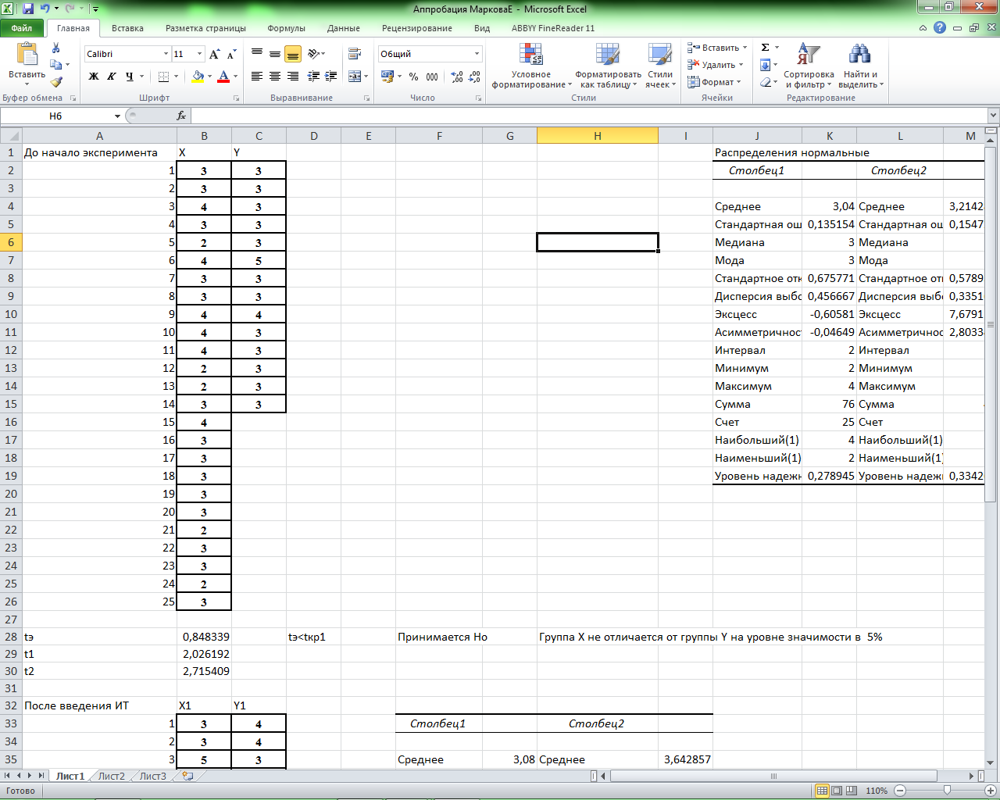 Аппробация МарковаЕ - Microsoft Excel
Файл Главная Вставка Разметка страницы Формулы Данные Рецензирование Вид ABBYY FineReader 11
Вставить
Буфер обмена
Calibri 11
Ж К Ч
Шрифт
Выравнивание
Общий
% 000
Число
Условное форматирование
Форматировать как таблицу
Стили ячеек
Стили
Вставить
Удалить
Формат
Ячейки
Сортировка и фильтр
Найти и выделить
Редактирование
H6 fx
A B C D E F G H I J K L M
1 До начало эксперимента X Y Распределения нормальные
2 1 3 3 Столбец1 Столбец2
3 2 3 3
4 3 4 3 Среднее 3,04 Среднее 3,2142
5 4 3 3 Стандартная ош 0,135154 Стандартная ош 0,1547
6 5 2 3 Медиана 3 Медиана
7 6 4 5 Мода 3 Мода
8 7 3 3 Стандартное отк 0,675771 Стандартное отк 0,5789
9 8 3 3 Дисперсия выбо 0,456667 Дисперсия выбо 0,3351
10 9 4 4 Эксцесс -0,60581 Эксцесс 7,6791
11 10 4 3 Асимметричнос -0,04649 Асимметричнос 2,8033
12 11 4 3 Интервал 2 Интервал
13 12 2 3 Минимум 2 Минимум
14 13 2 3 Максимум 4 Максимум
15 14 3 3 Сумма 76 Сумма
16 15 4 Счет 25 Счет
17 16 3 Наибольший(1) 4 Наибольший(1)
18 17 3 Наименьший(1) 2 Наименьший(1)
19 18 3 Уровень надежн 0,278945 Уровень надежн 0,3342
20 19 3
21 20 3
22 21 2
23 22 3
24 23 3
25 24 2
26 25 3
27
28 tэ 0,848339 tэ<tкр1 Принимается Но Группа X не отличается от группы Y на уровне значимости в 5%
29 t1 2,026192
30 t2 2,715409
31
32 После введения ИТ X1 Y1
33 1 3 4 Столбец1 Столбец2
34 2 3 4
35 3 5 3 Среднее 3,08 Среднее 3,642857
Лист1 Лист2 Лист3
Готово 110%